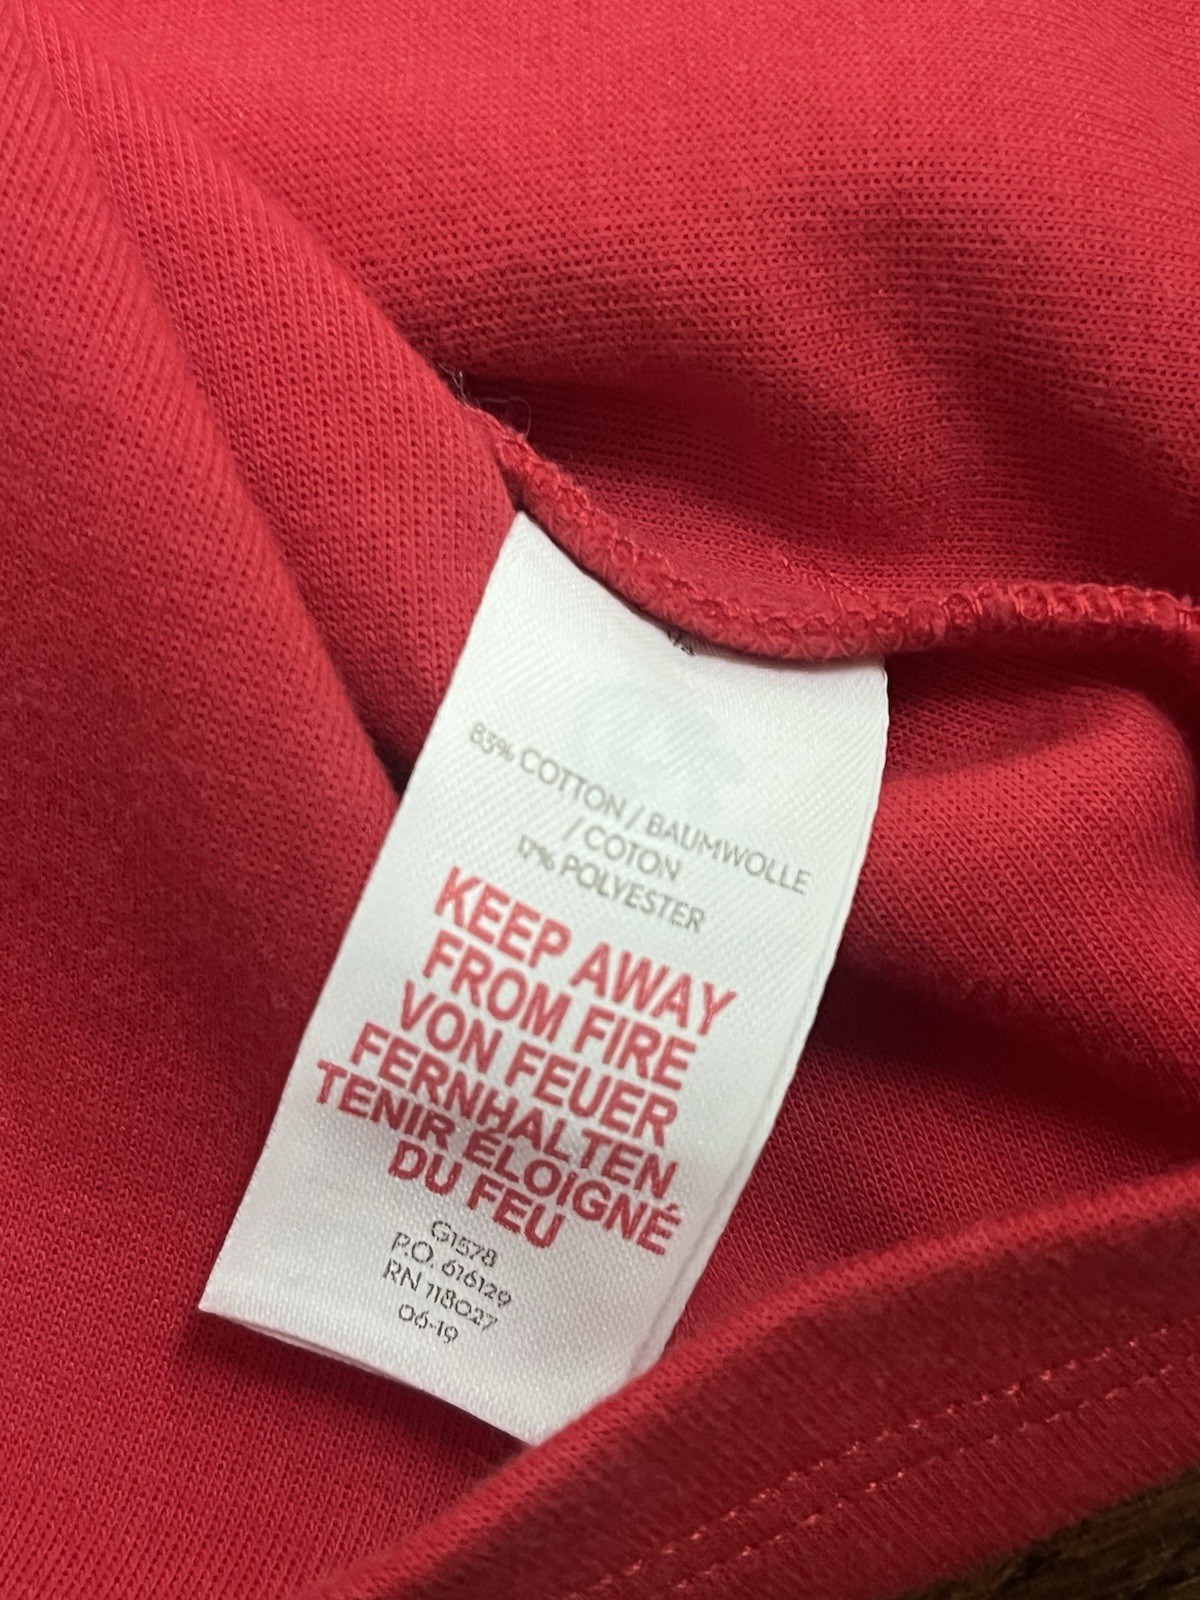 83% COTTON / BAUMWOLLE
/ COTON
17% POLYESTER
KEEP AWAY
FROM FIRE
VON FEUER
FERNHALTEN
TENIR ÉLOIGNÉ
DU FEU
G1578
P.O. 616129
RN 118027
06-19